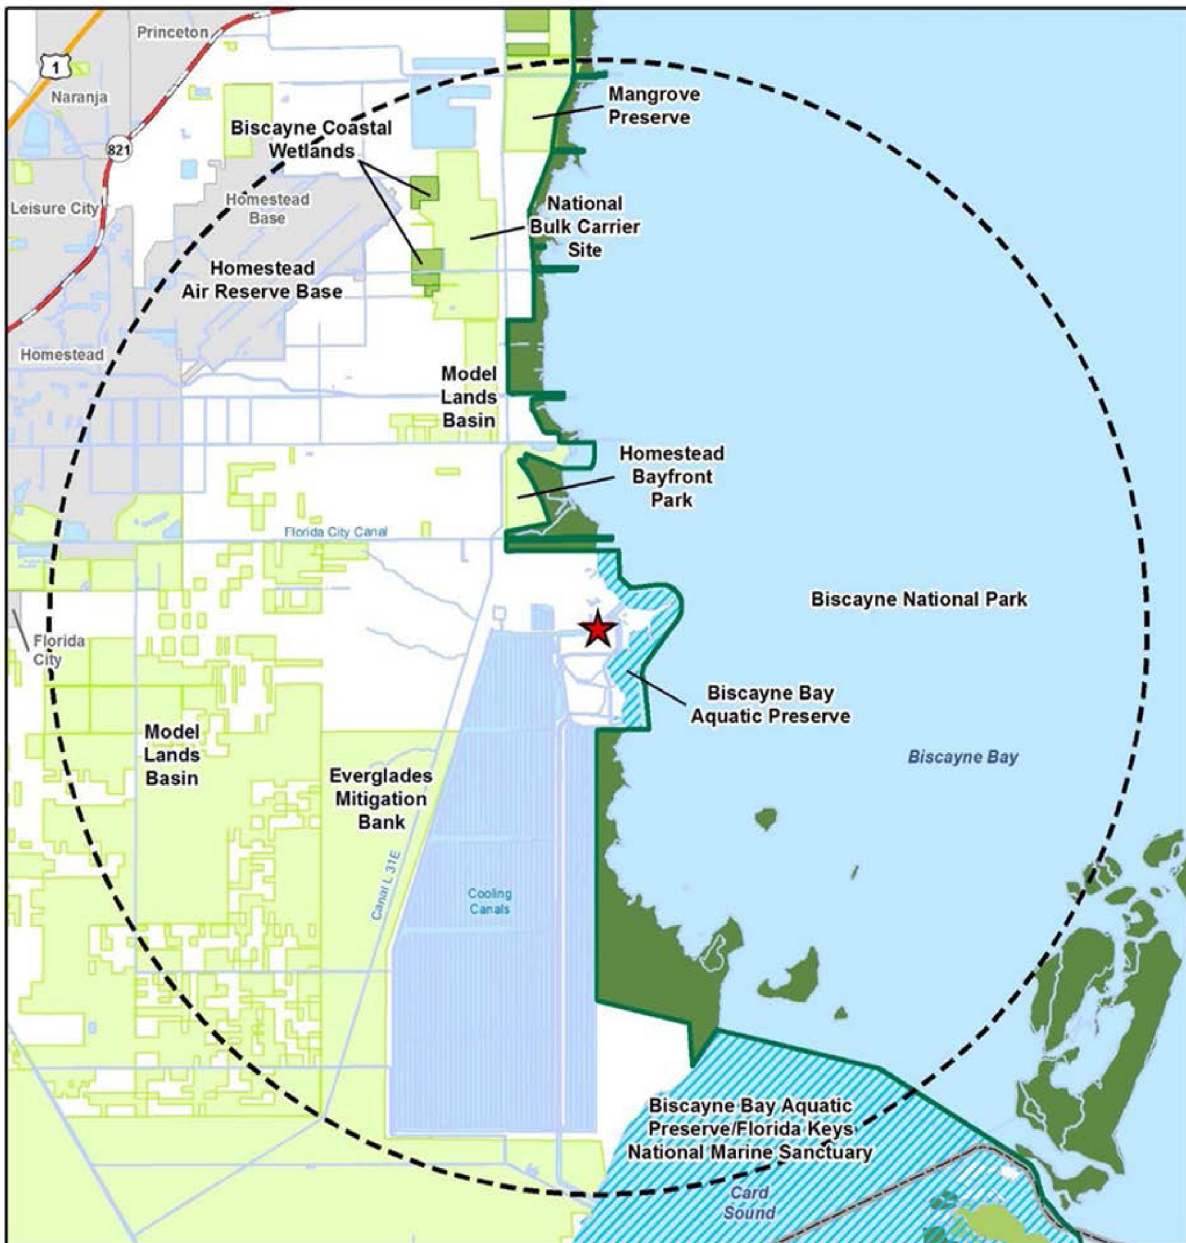 Princeton
1
Naranja
Mangrove
Preserve
Biscayne Coastal
Wetlands
821
Leisure City
Homestead
Base
National
Bulk Carrier
Site
Homestead
Air Reserve Base
Homestead
Model
Lands
Basin
Homestead
Bayfront
Park
Florida City Canal
Biscayne National Park
Florida
City
Biscayne Bay
Aquatic Preserve
Model
Lands
Basin
Biscayne Bay
Everglades
Mitigation
Bank
Canal L 31E
Cooling
Canals
Biscayne Bay Aquatic
Preserve/Florida Keys
National Marine Sanctuary
Card
Sound